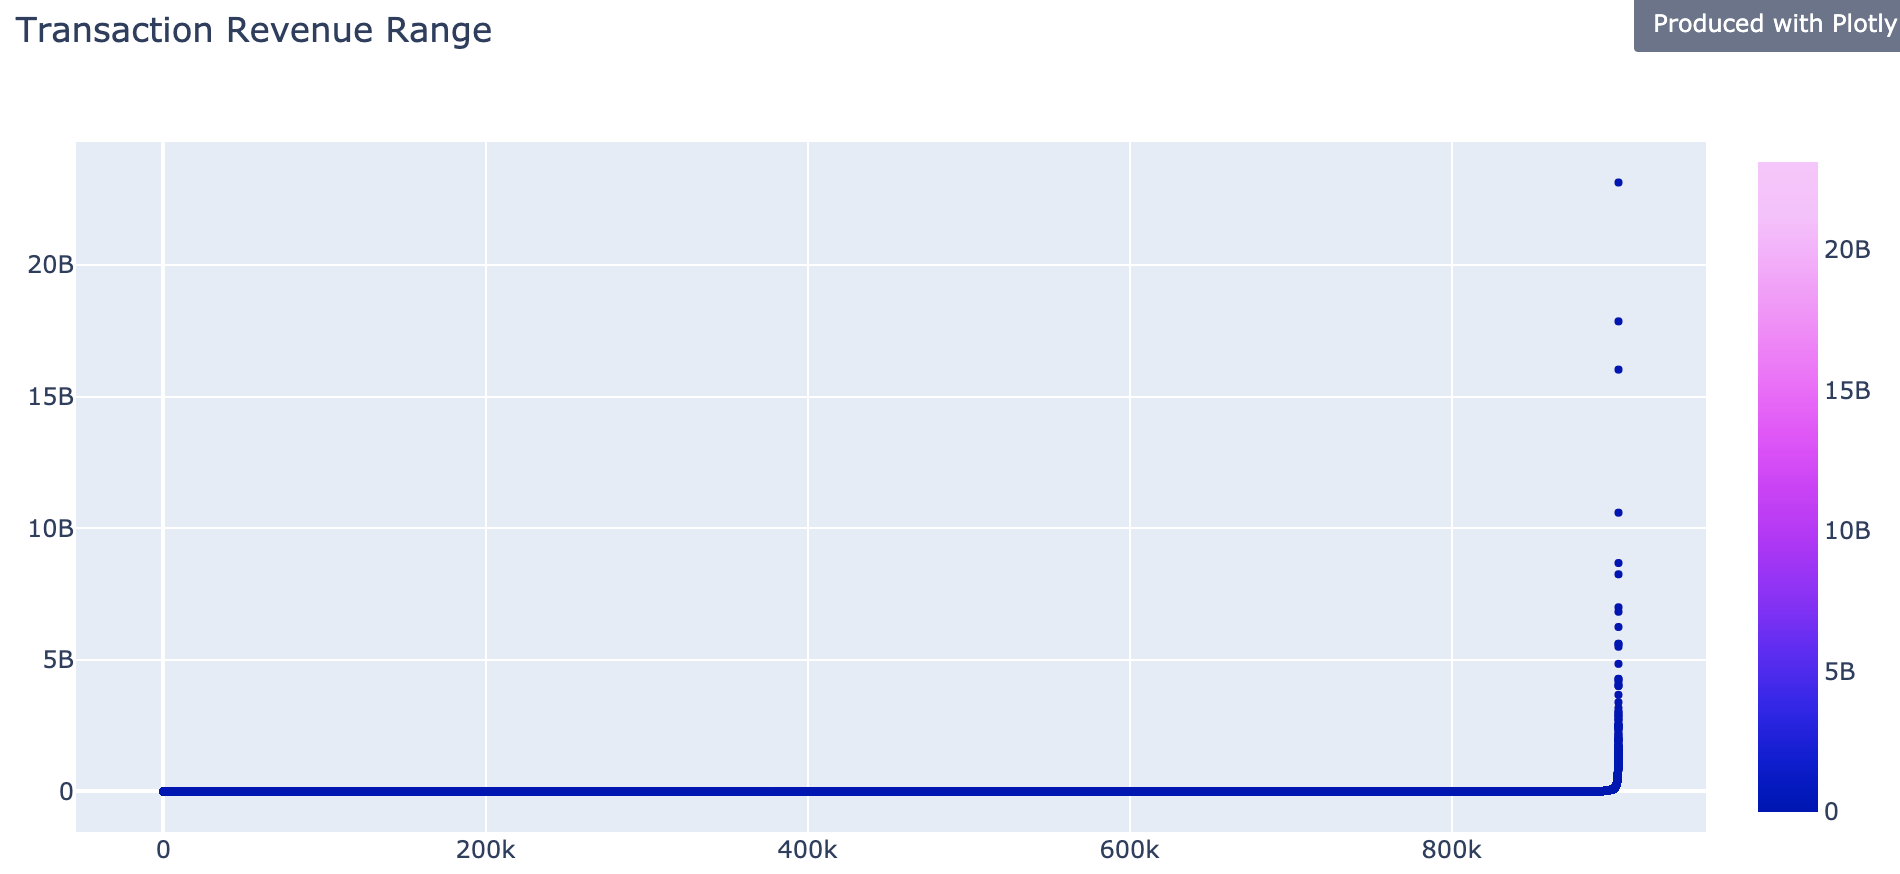 Transaction Revenue Range
Produced with Plotly
20B
15B
10B
5B
0
0
200k
400k
600k
800k
20B
15B
10B
5B
0